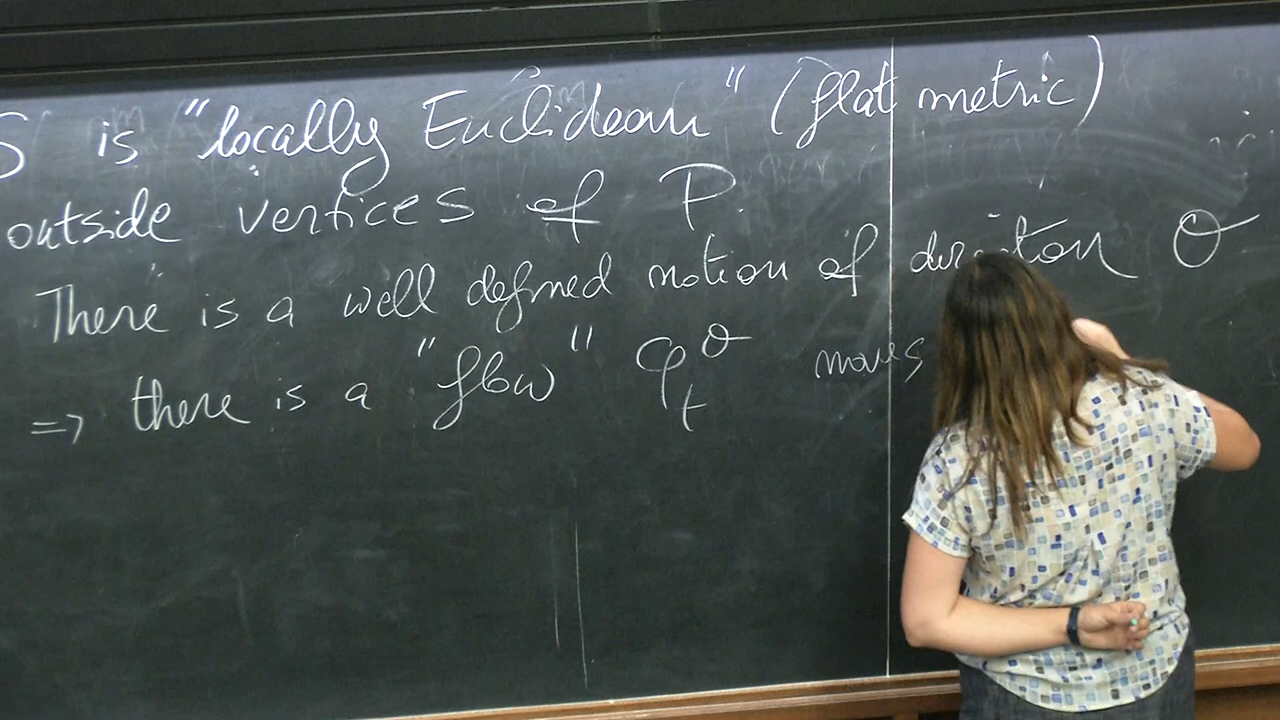 S is "locally Euclidean" (flat metric)
outside vertices of P.
There is a well defined notion of direction θ
=> there is a "flow" φ_t^θ moves